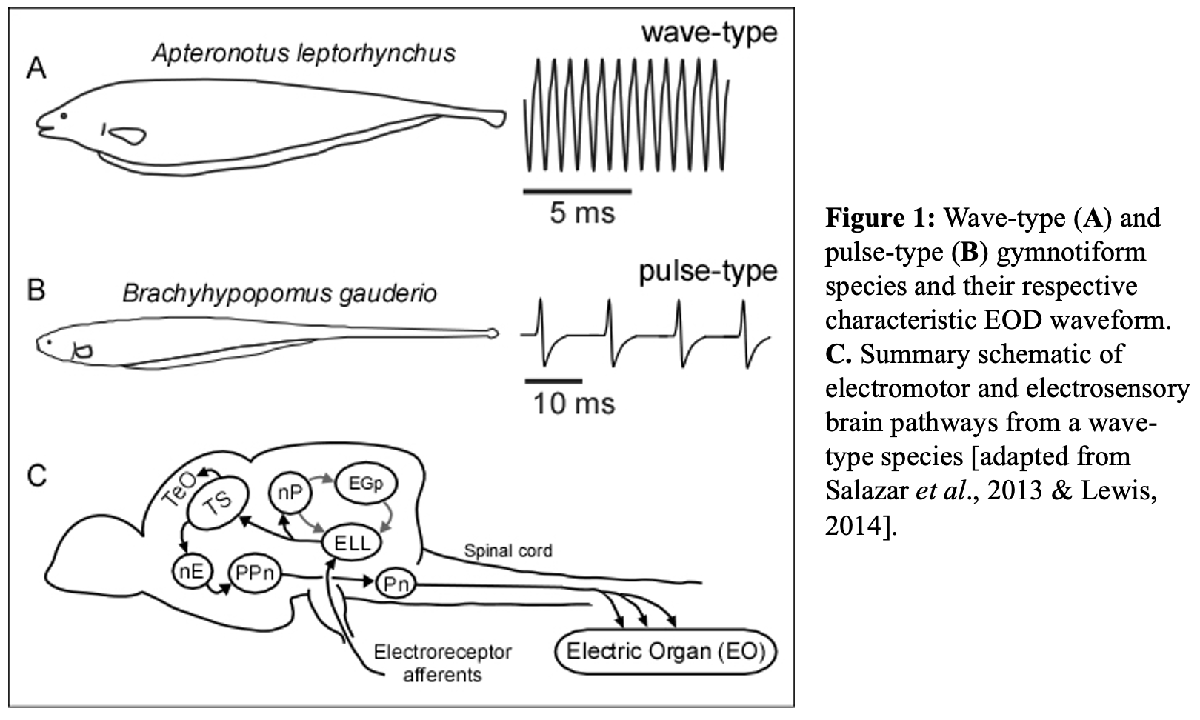 wave-type
A
Apteronotus leptorhynchus
5 ms
pulse-type
B
Brachyhypopomus gauderio
10 ms
C
TeO
TS
nP
EGp
ELL
nE
PPn
Pn
Spinal cord
Electroreceptor
afferents
Electric Organ (EO)
Figure 1: Wave-type (A) and
pulse-type (B) gymnotiform
species and their respective
characteristic EOD waveform.
C. Summary schematic of
electromotor and electrosensory
brain pathways from a wave-
type species [adapted from
Salazar et al., 2013 & Lewis,
2014].